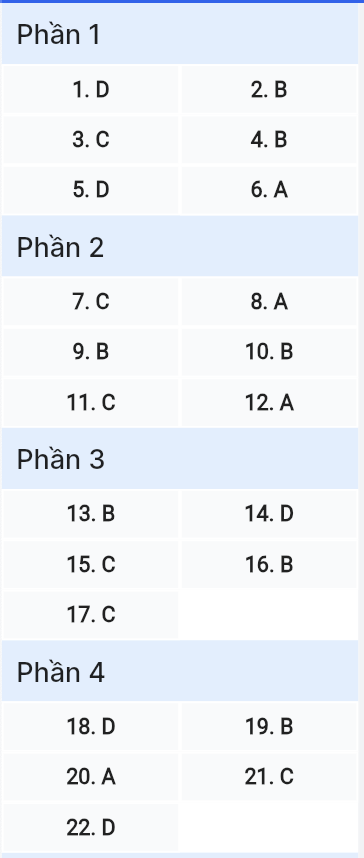 Phần 1
1. D 2. B
3. C 4. B
5. D 6. A
Phần 2
7. C 8. A
9. B 10. B
11. C 12. A
Phần 3
13. B 14. D
15. C 16. B
17. C
Phần 4
18. D 19. B
20. A 21. C
22. D